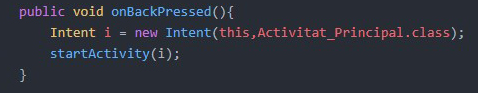 public void onBackPressed(){
    Intent i = new Intent(this,Activitat_Principal.class);
    startActivity(i);
}